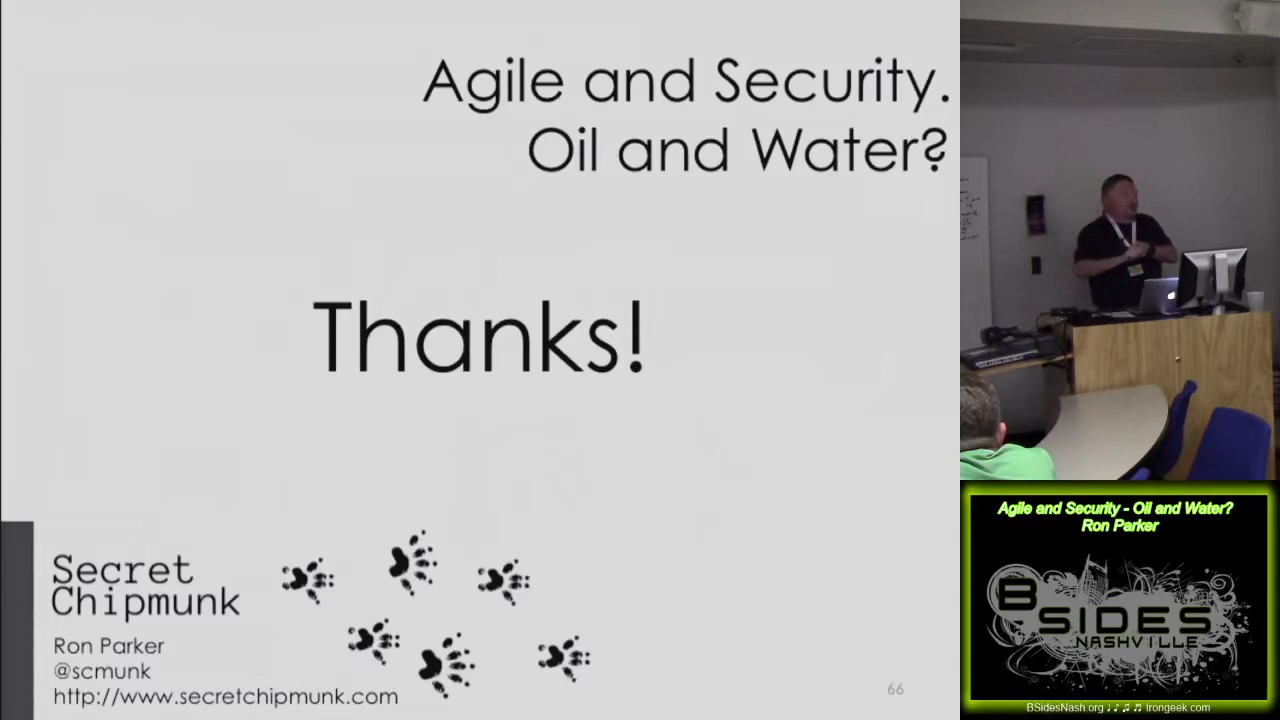 Agile and Security.
Oil and Water?
Thanks!
Secret
Chipmunk
Ron Parker
@scmunk
http://www.secretchipmunk.com
66
Agile and Security - Oil and Water?
Ron Parker
BSIDES
NASHVILLE
BSidesNash.org ♩ ♪ ♫ ♬ Irongeek.com